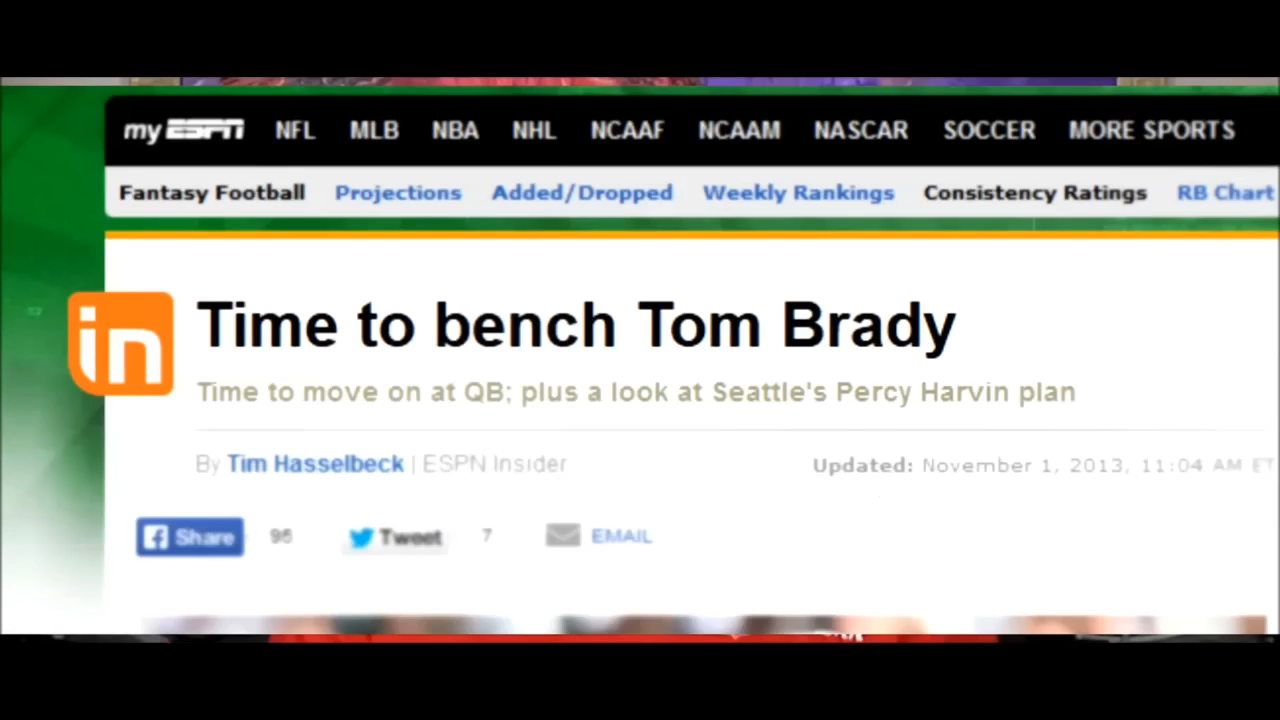 my ESPN NFL MLB NBA NHL NCAAF NCAAM NASCAR SOCCER MORE SPORTS
Fantasy Football Projections Added/Dropped Weekly Rankings Consistency Ratings RB Chart
in Time to bench Tom Brady
Time to move on at QB; plus a look at Seattle's Percy Harvin plan
By Tim Hasselbeck | ESPN Insider Updated: November 1, 2013, 11:04 AM ET
f Share 95 Tweet 7 EMAIL